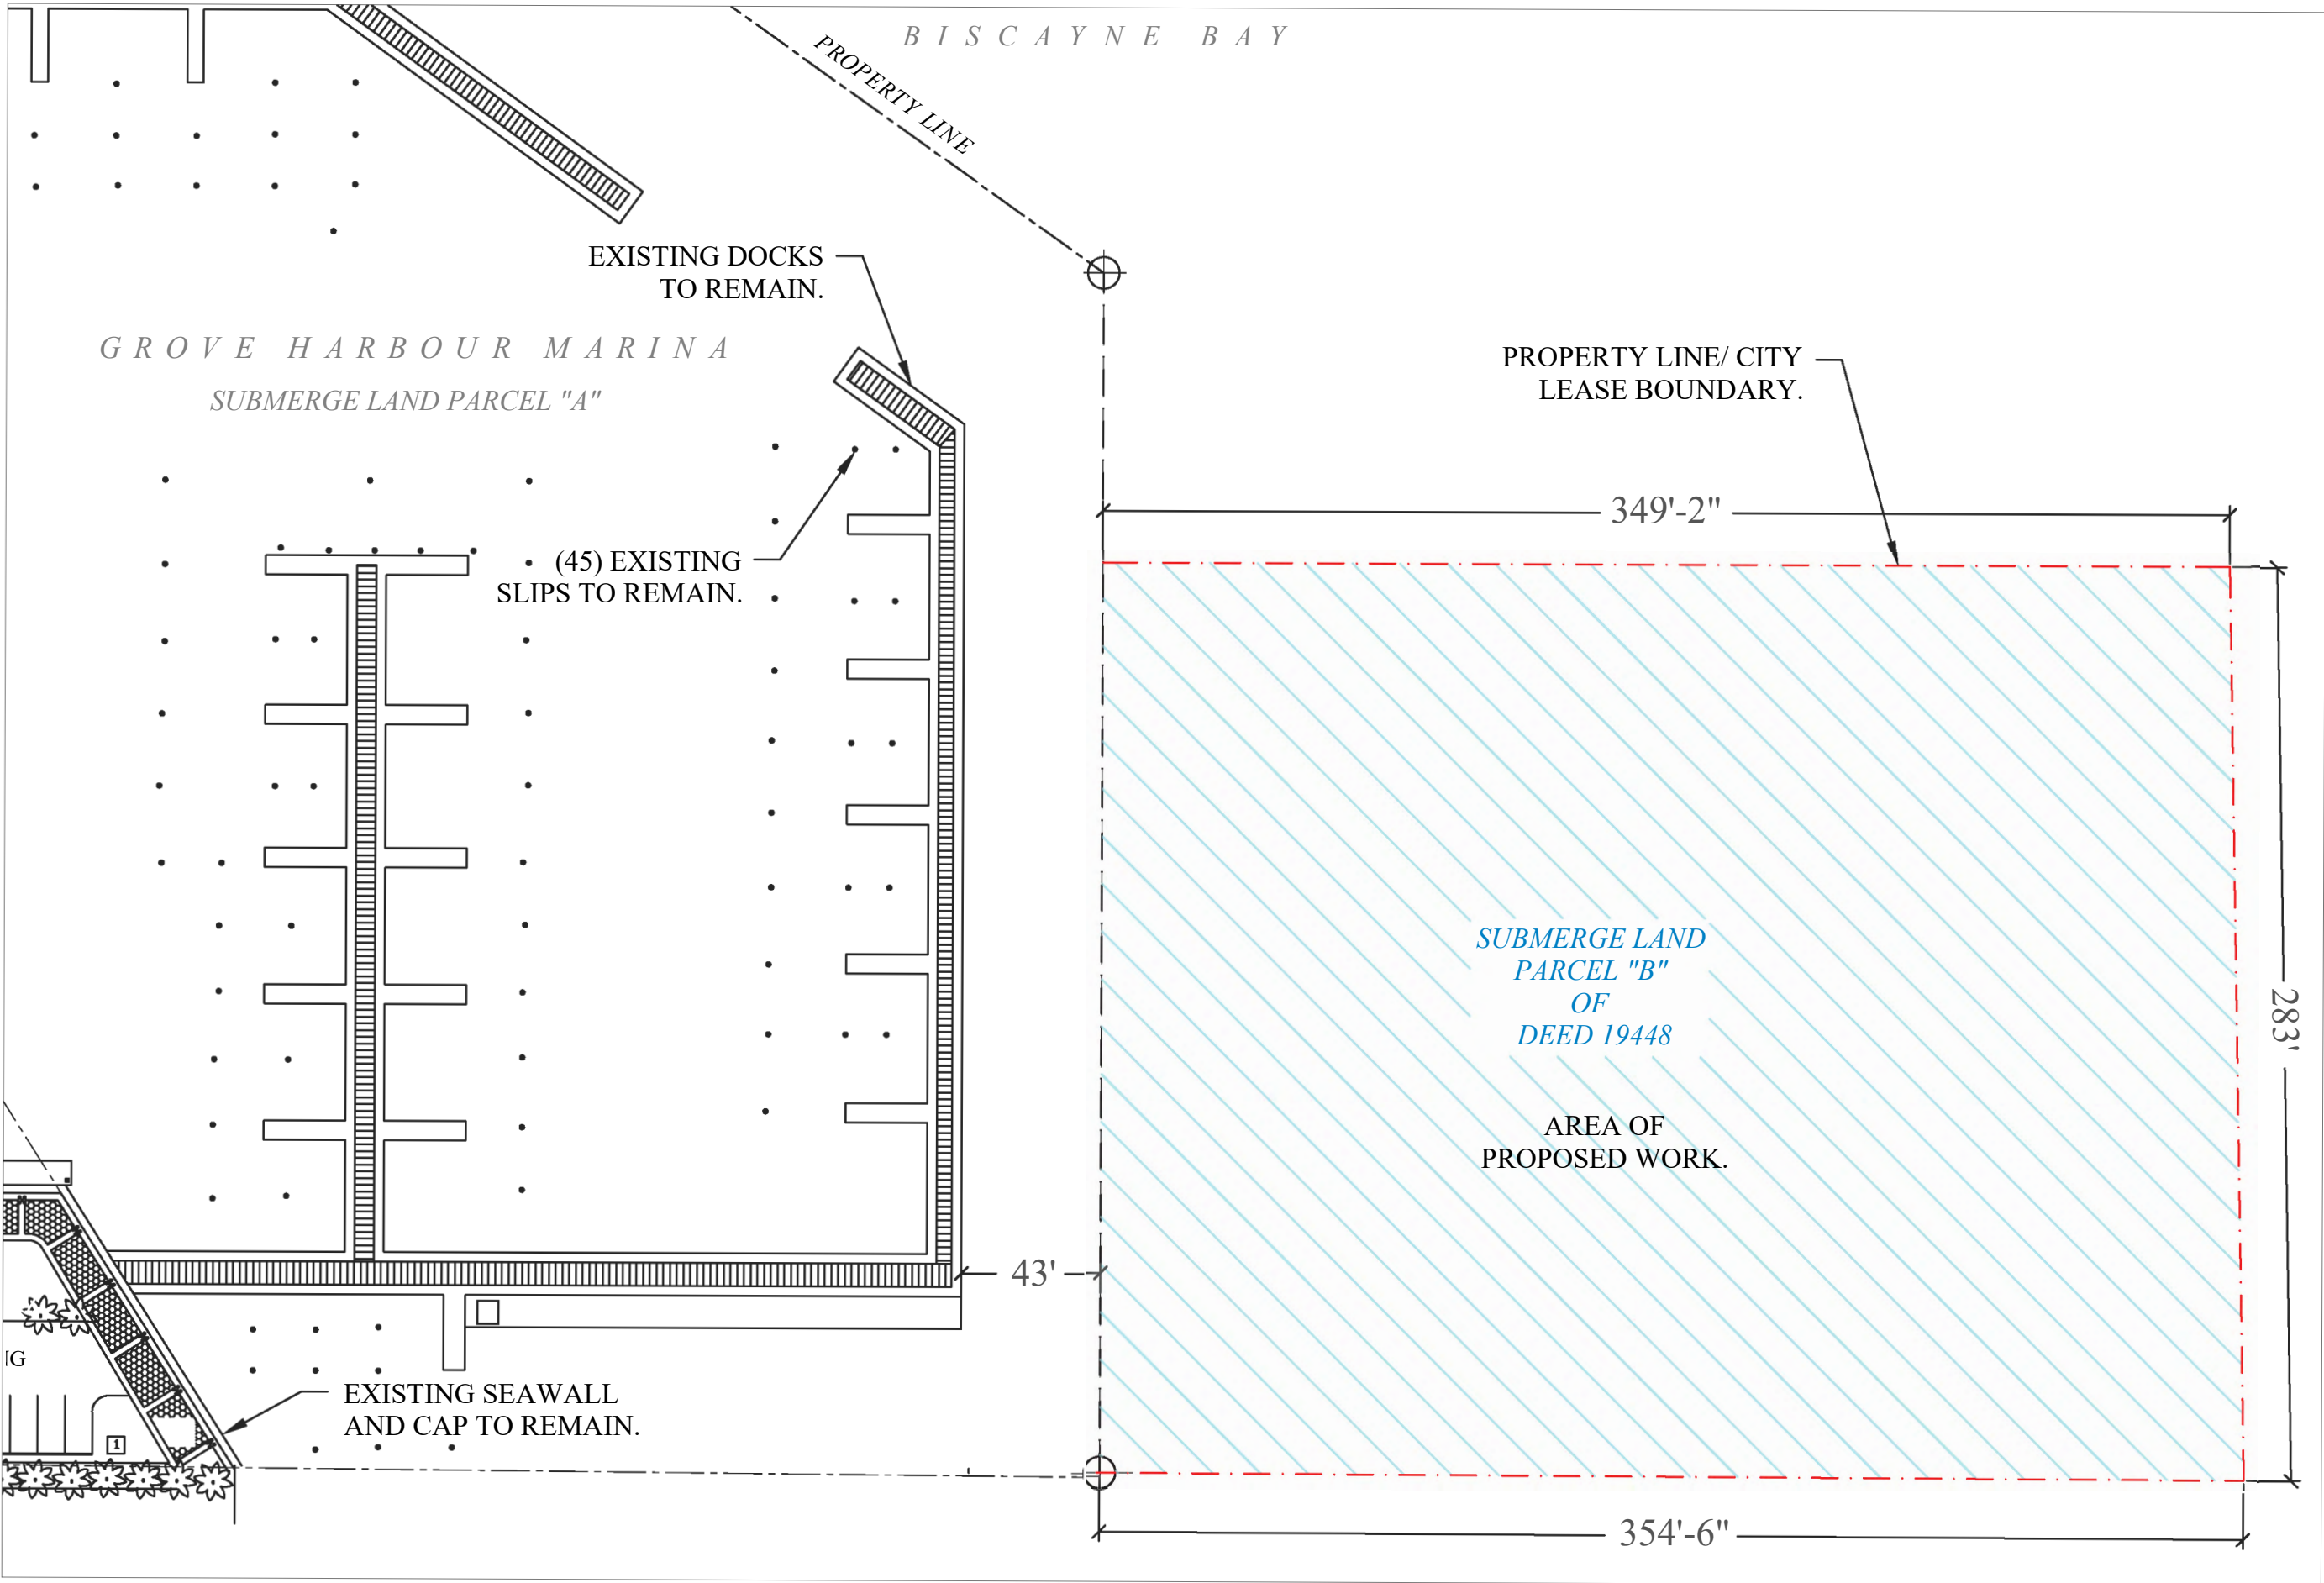 BISCAYNE BAY
PROPERTY LINE
EXISTING DOCKS
TO REMAIN.
GROVE HARBOUR MARINA
SUBMERGE LAND PARCEL "A"
PROPERTY LINE/ CITY
LEASE BOUNDARY.
349'-2"
(45) EXISTING
SLIPS TO REMAIN.
SUBMERGE LAND
PARCEL "B"
OF
DEED 19448
283'
AREA OF
PROPOSED WORK.
43'
EXISTING SEAWALL
AND CAP TO REMAIN.
1
354'-6"